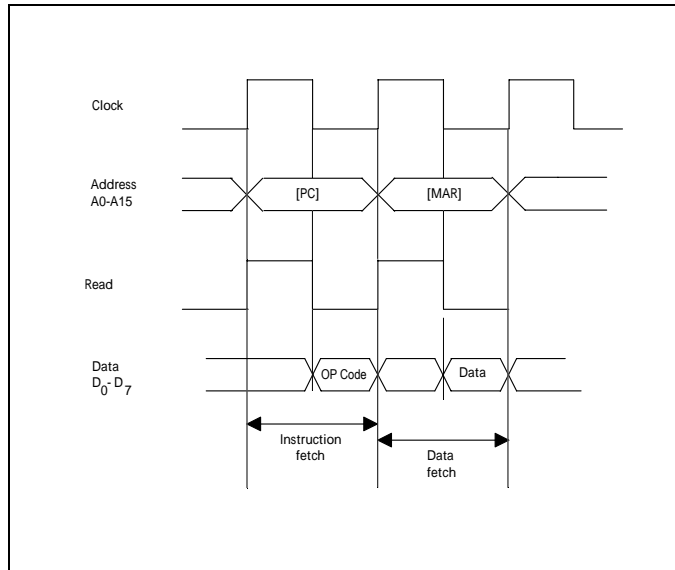 Clock
Address
A0-A15
[PC]
[MAR]
Read
Data
D0- D7
OP Code
Data
Instruction
fetch
Data
fetch